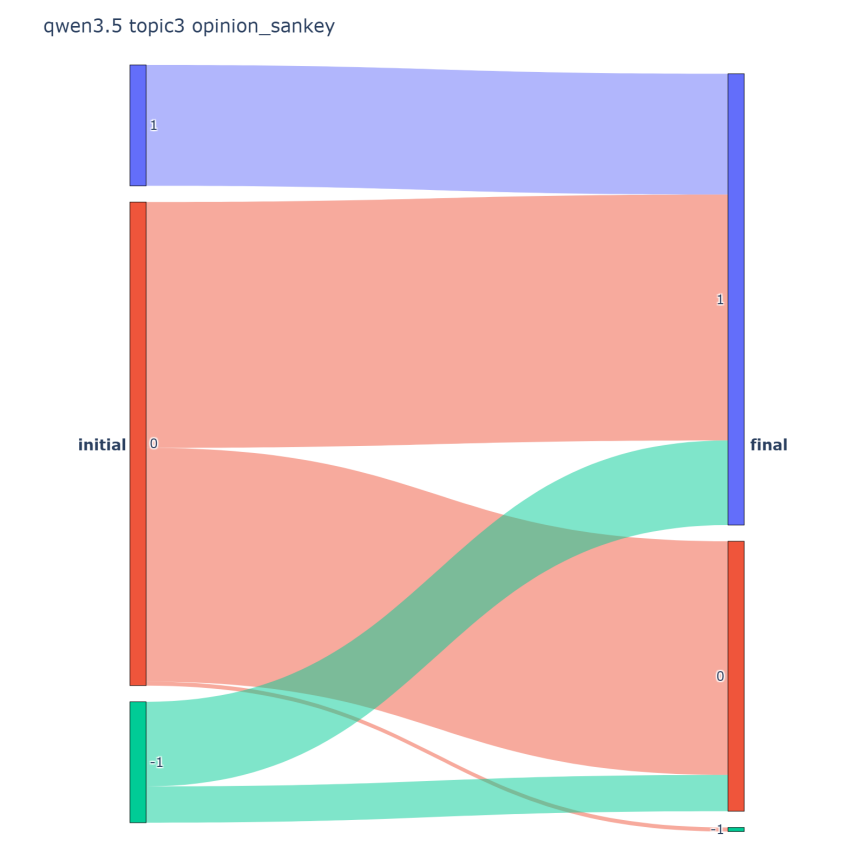 qwen3.5 topic3 opinion_sankey
1
1
initial
0
final
0
-1
-1